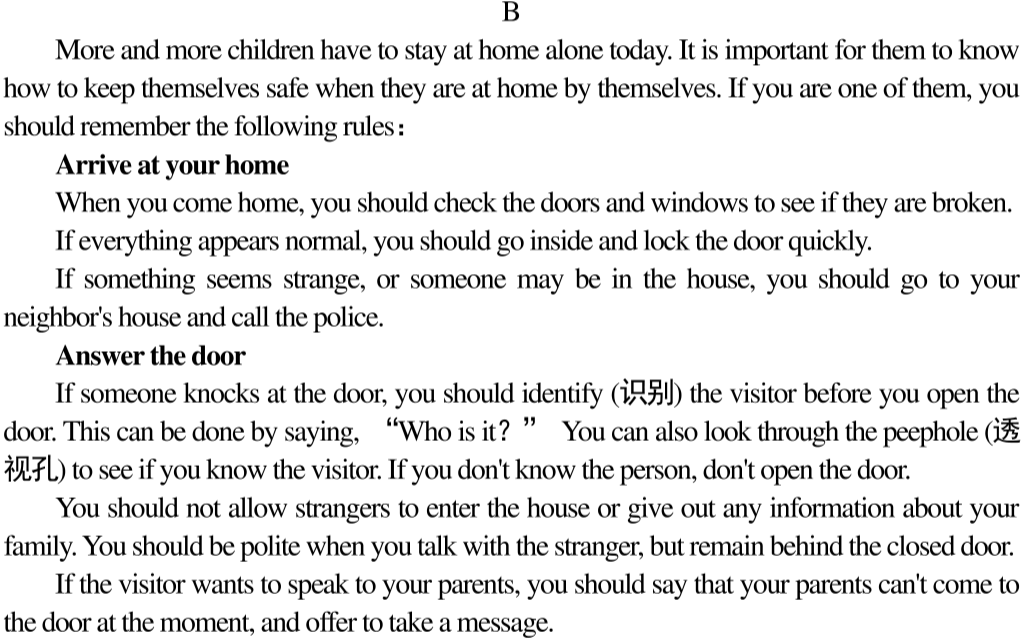 B
More and more children have to stay at home alone today. It is important for them to know
how to keep themselves safe when they are at home by themselves. If you are one of them, you
should remember the following rules：
Arrive at your home
When you come home, you should check the doors and windows to see if they are broken.
If everything appears normal, you should go inside and lock the door quickly.
If something seems strange, or someone may be in the house, you should go to your
neighbor's house and call the police.
Answer the door
If someone knocks at the door, you should identify (识别) the visitor before you open the
door. This can be done by saying, “Who is it？” You can also look through the peephole (透
视孔) to see if you know the visitor. If you don't know the person, don't open the door.
You should not allow strangers to enter the house or give out any information about your
family. You should be polite when you talk with the stranger, but remain behind the closed door.
If the visitor wants to speak to your parents, you should say that your parents can't come to
the door at the moment, and offer to take a message.